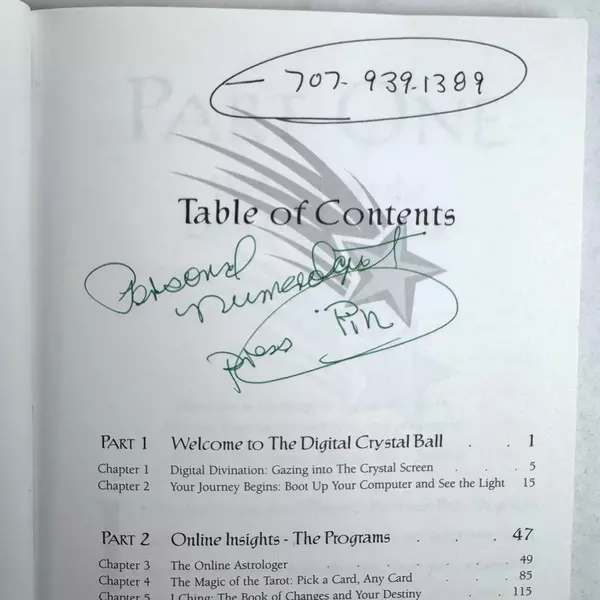 — 707-939-1389
Table of Contents
Personal
Numerologist
press Pin
PART 1 Welcome to The Digital Crystal Ball . . 1
Chapter 1 Digital Divination: Gazing into The Crystal Screen . . . 5
Chapter 2 Your Journey Begins: Boot Up Your Computer and See the Light 15
PART 2 Online Insights - The Programs . . . 47
Chapter 3 The Online Astrologer . . . . . 49
Chapter 4 The Magic of the Tarot: Pick a Card, Any Card . . . 85
Chapter 5 I Ching: The Book of Changes and Your Destiny . . 115